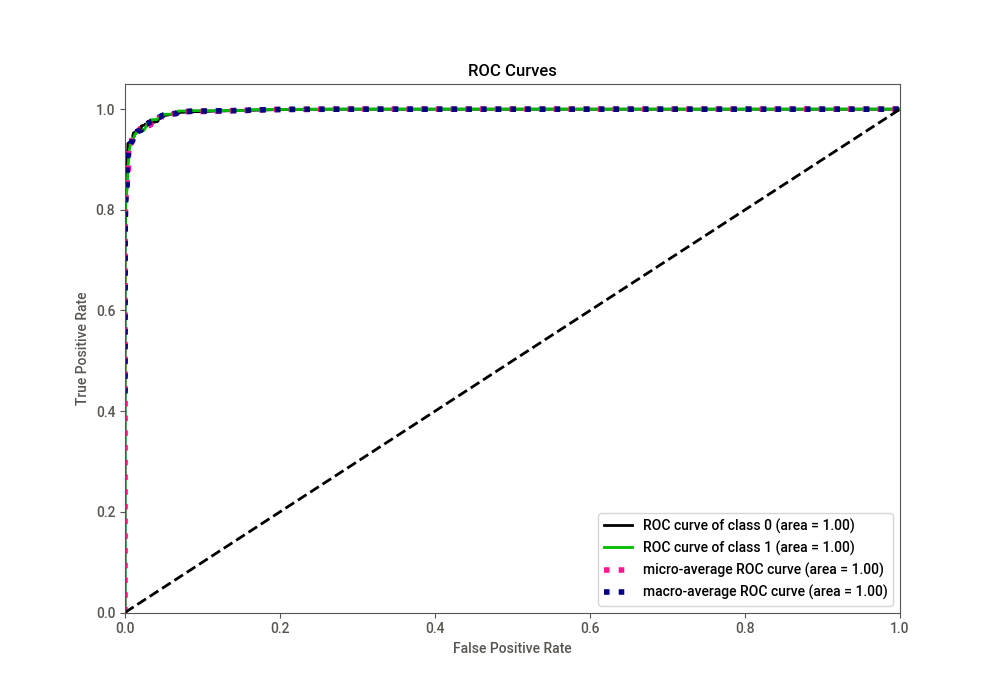 ROC Curves
True Positive Rate
1.0
0.8
0.6
0.4
0.2
0.0
0.0 0.2 0.4 0.6 0.8 1.0
False Positive Rate
ROC curve of class 0 (area = 1.00)
ROC curve of class 1 (area = 1.00)
micro-average ROC curve (area = 1.00)
macro-average ROC curve (area = 1.00)